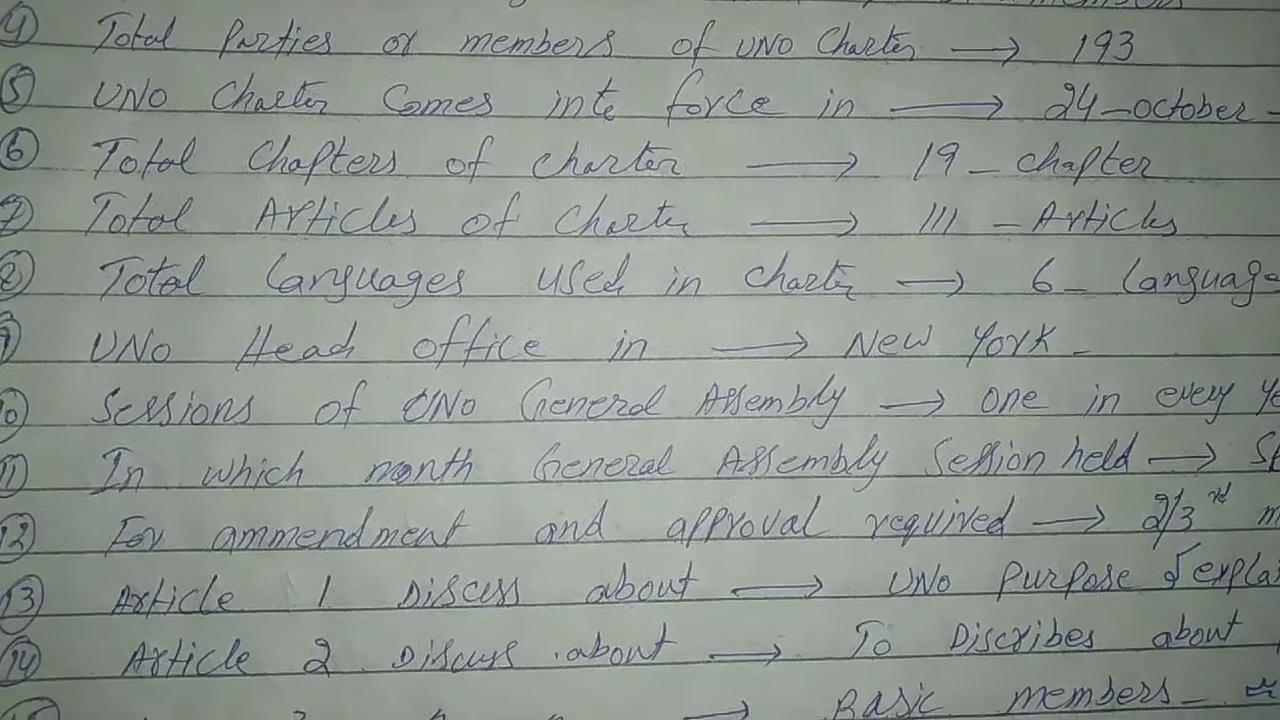 4) Total Parties or members of UNO Charter → 193
5) UNO Charter Comes into force in → 24-October -
6) Total Chapters of charter → 19 - chapter
7) Total Articles of Charter → 111 - Articles
8) Total languages used in charter → 6 - language
9) UNO Head office in → New York -
10) Sessions of UNO General Assembly → one in every Ye
11) In which month General Assembly Session held → Se
12) For ammendment and approval required → 2/3rd m
13) Article 1 Discuss about → UNO Purpose explai
14) Article 2 Discuss about → To Discribes about
→ Basic members -